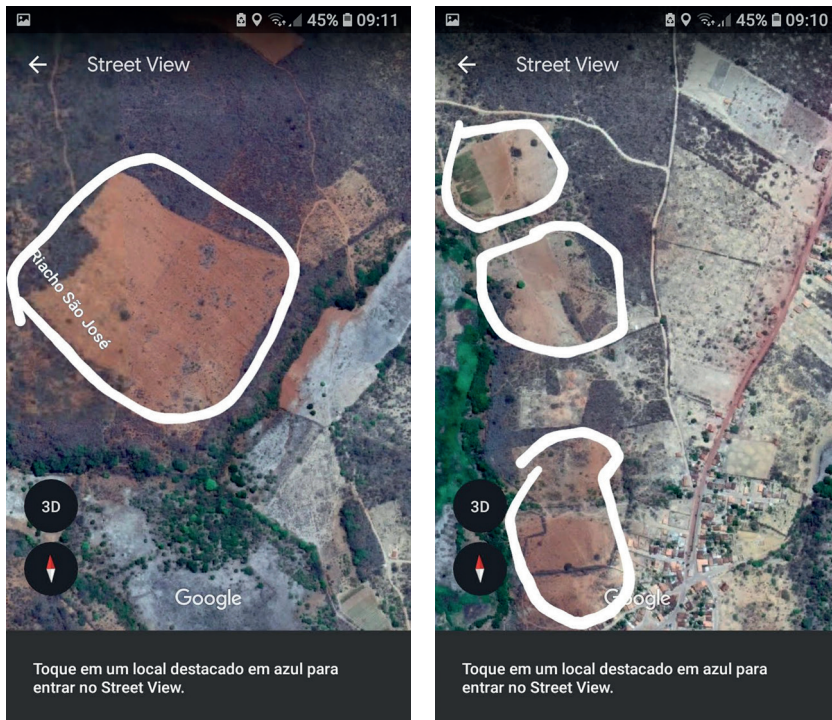 45% 09:11
Street View
Riacho São José
3D
Google
Toque em um local destacado em azul para
entrar no Street View.
45% 09:10
Street View
3D
Google
Toque em um local destacado em azul para
entrar no Street View.